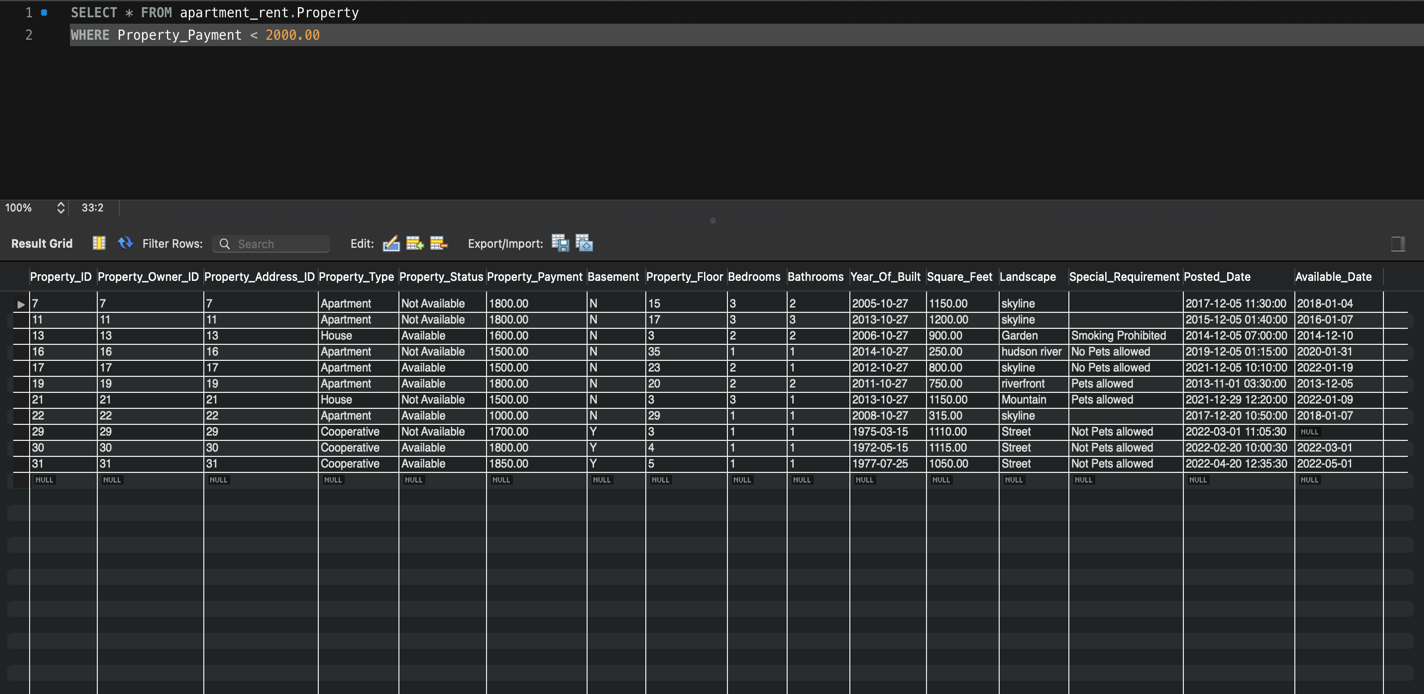 1 SELECT * FROM apartment_rent.Property
2 WHERE Property_Payment < 2000.00
100% 33:2
Result Grid Filter Rows: Search Edit: Export/Import:
Property_ID Property_Owner_ID Property_Address_ID Property_Type Property_Status Property_Payment Basement Property_Floor Bedrooms Bathrooms Year_Of_Built Square_Feet Landscape Special_Requirement Posted_Date Available_Date
7 7 7 Apartment Not Available 1800.00 N 15 3 2 2005-10-27 1150.00 skyline 2017-12-05 11:30:00 2018-01-04
11 11 11 Apartment Not Available 1800.00 N 17 3 3 2013-10-27 1200.00 skyline 2015-12-05 01:40:00 2016-01-07
13 13 13 House Available 1600.00 N 3 2 2 2006-10-27 900.00 Garden Smoking Prohibited 2014-12-05 07:00:00 2014-12-10
16 16 16 Apartment Not Available 1500.00 N 35 1 1 2014-10-27 250.00 hudson river No Pets allowed 2019-12-05 01:15:00 2020-01-31
17 17 17 Apartment Available 1500.00 N 23 2 1 2012-10-27 800.00 skyline No Pets allowed 2021-12-05 10:10:00 2022-01-19
19 19 19 Apartment Available 1800.00 N 20 2 2 2011-10-27 750.00 riverfront Pets allowed 2013-11-01 03:30:00 2013-12-05
21 21 21 House Not Available 1500.00 N 3 3 1 2013-10-27 1150.00 Mountain Pets allowed 2021-12-29 12:20:00 2022-01-09
22 22 22 Apartment Available 1000.00 N 29 1 1 2008-10-27 315.00 skyline 2017-12-20 10:50:00 2018-01-07
29 29 29 Cooperative Not Available 1700.00 Y 3 1 1 1975-03-15 1110.00 Street Not Pets allowed 2022-03-01 11:05:30 NULL
30 30 30 Cooperative Available 1800.00 Y 4 1 1 1972-05-15 1115.00 Street Not Pets allowed 2022-02-20 10:00:30 2022-03-01
31 31 31 Cooperative Available 1850.00 Y 5 1 1 1977-07-25 1050.00 Street Not Pets allowed 2022-04-20 12:35:30 2022-05-01
NULL NULL NULL NULL NULL NULL NULL NULL NULL NULL NULL NULL NULL NULL NULL NULL